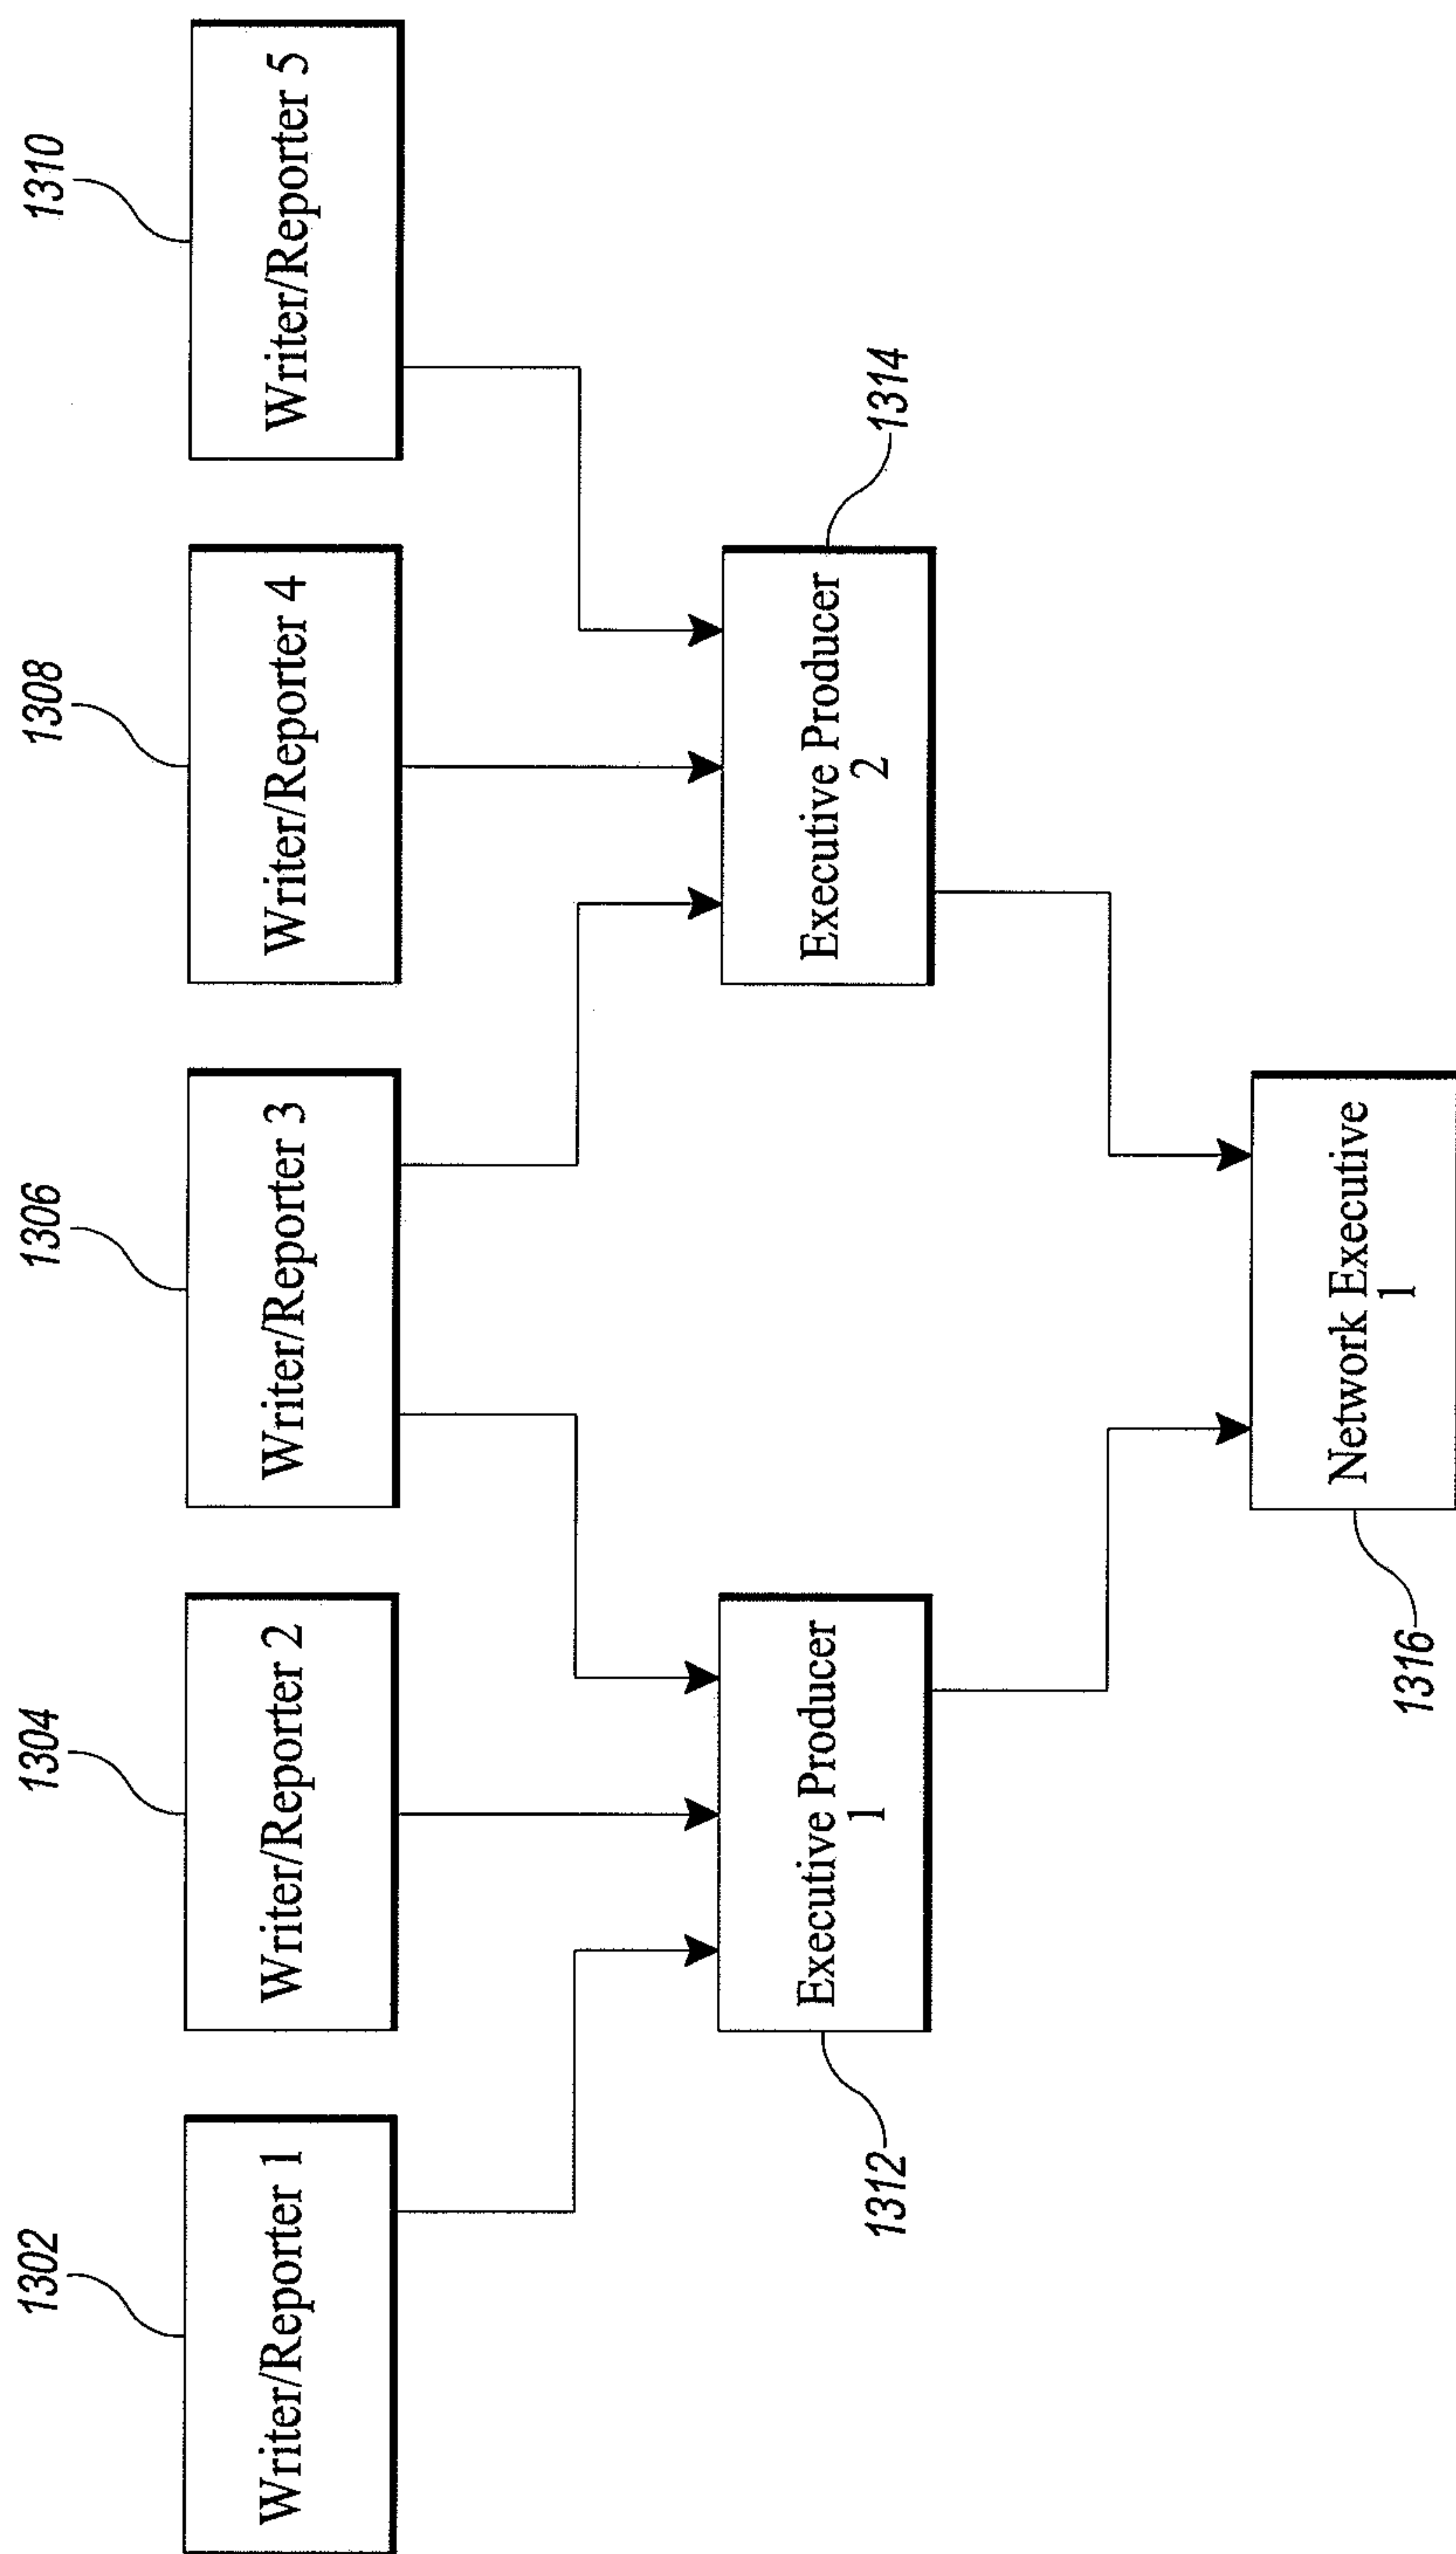 1302
1304
1306
1308
1310
Writer/Reporter 1
Writer/Reporter 2
Writer/Reporter 3
Writer/Reporter 4
Writer/Reporter 5
1312
Executive Producer
1
Executive Producer
2
1314
1316
Network Executive
1